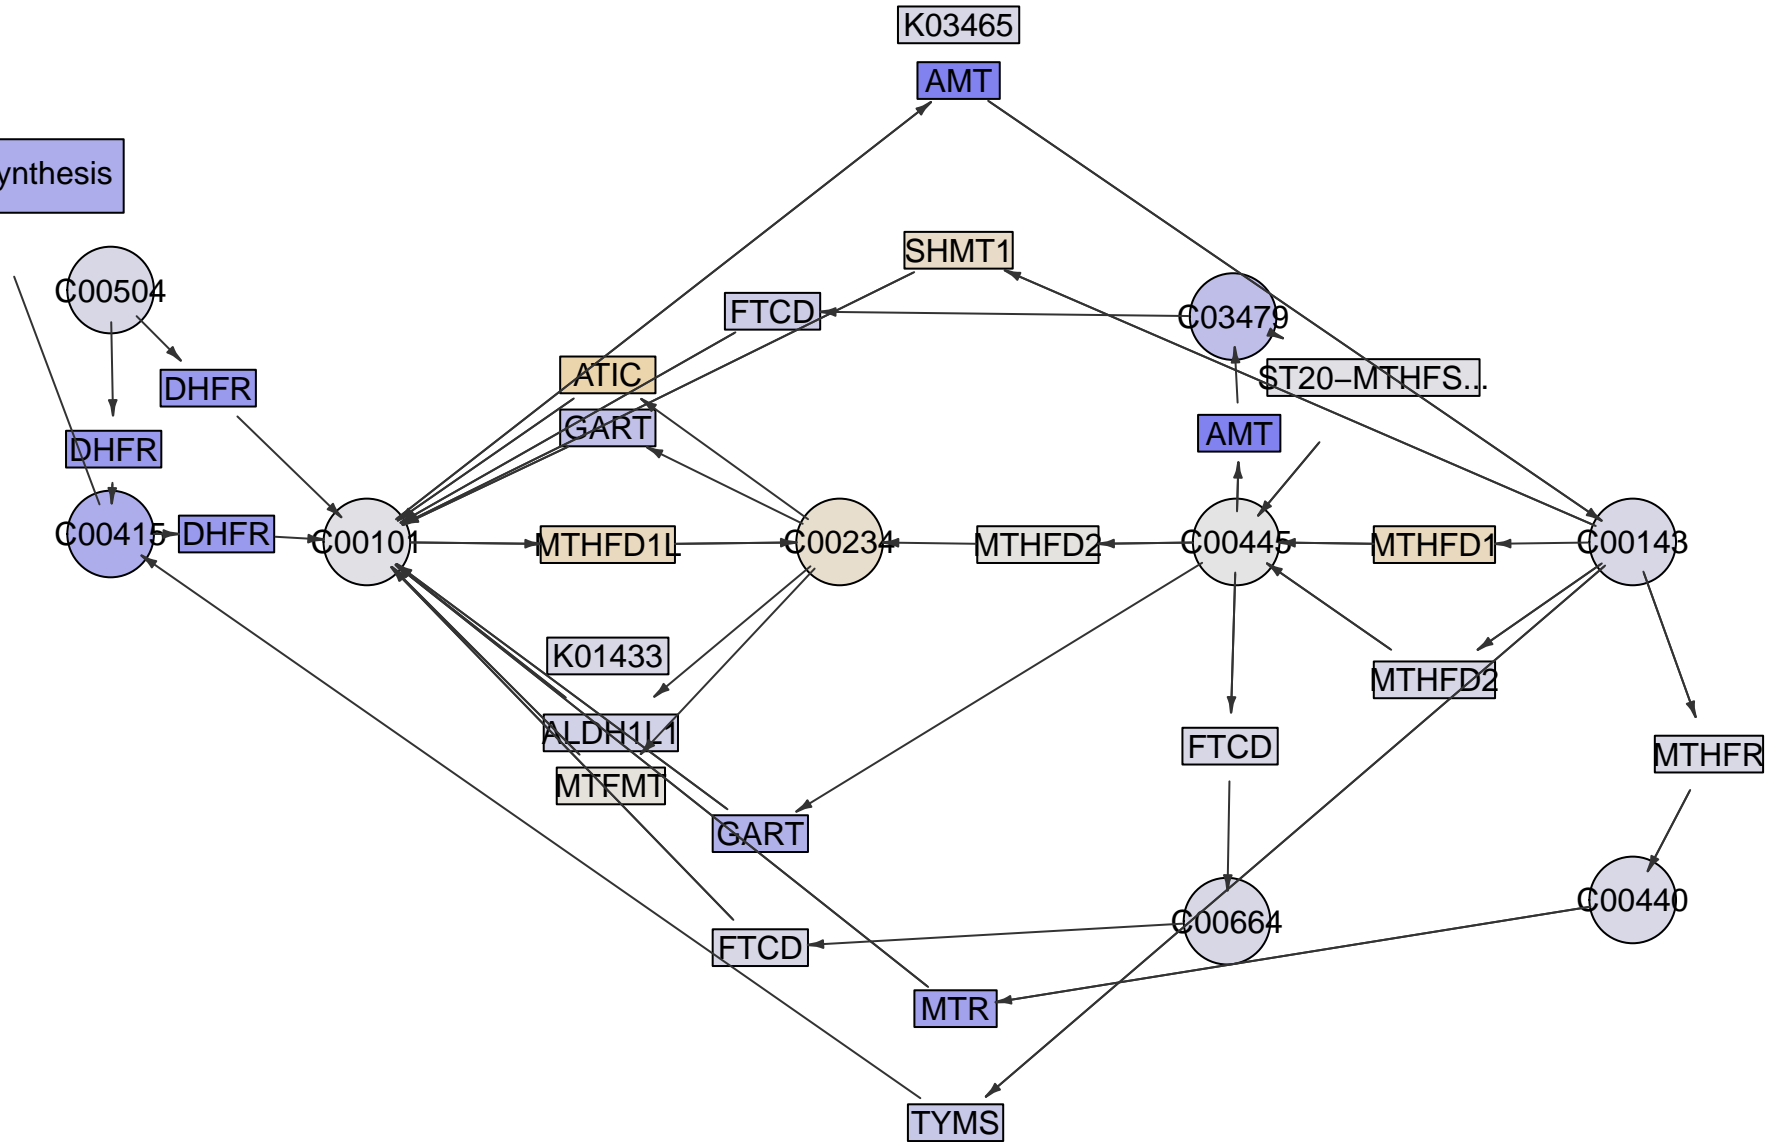 K03465
AMT
ynthesis
SHMT1
C00504
FTCD
C03479
DHFR
ATIC
ST20−MTHFS...
GART
DHFR
AMT
C00415
DHFR
C00101
MTHFD1L
C00234
MTHFD2
C00445
MTHFD1
C00143
K01433
MTHFD2
ALDH1L1
FTCD
MTHFR
MTFMT
GART
C00440
C00664
FTCD
MTR
TYMS